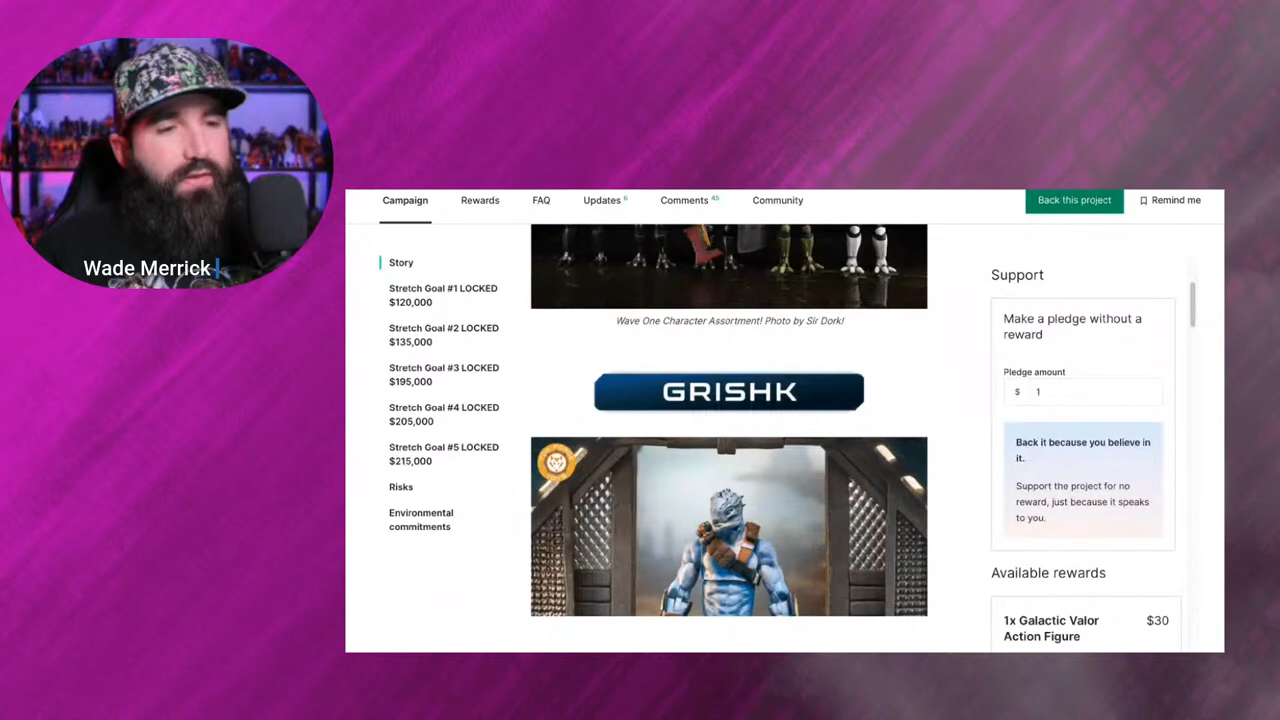 Wade Merrick
Campaign
Rewards
FAQ
Updates 6
Comments 45
Community
Back this project
Remind me
Story
Stretch Goal #1 LOCKED
$120,000
Stretch Goal #2 LOCKED
$135,000
Stretch Goal #3 LOCKED
$195,000
Stretch Goal #4 LOCKED
$205,000
Stretch Goal #5 LOCKED
$215,000
Risks
Environmental
commitments
Wave One Character Assortment! Photo by Sir Dork!
GRISHK
Support
Make a pledge without a
reward
Pledge amount
$ 1
Back it because you believe in
it.
Support the project for no
reward, just because it speaks
to you.
Available rewards
1x Galactic Valor $30
Action Figure